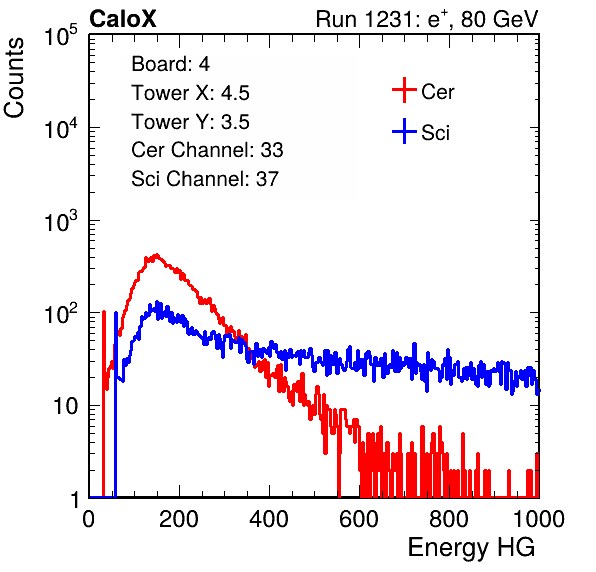 CaloX Run 1231: e⁺, 80 GeV
Counts
Board: 4
Tower X: 4.5
Tower Y: 3.5
Cer Channel: 33
Sci Channel: 37
Cer
Sci
10⁵
10⁴
10³
10²
10
1
0 200 400 600 800 1000
Energy HG